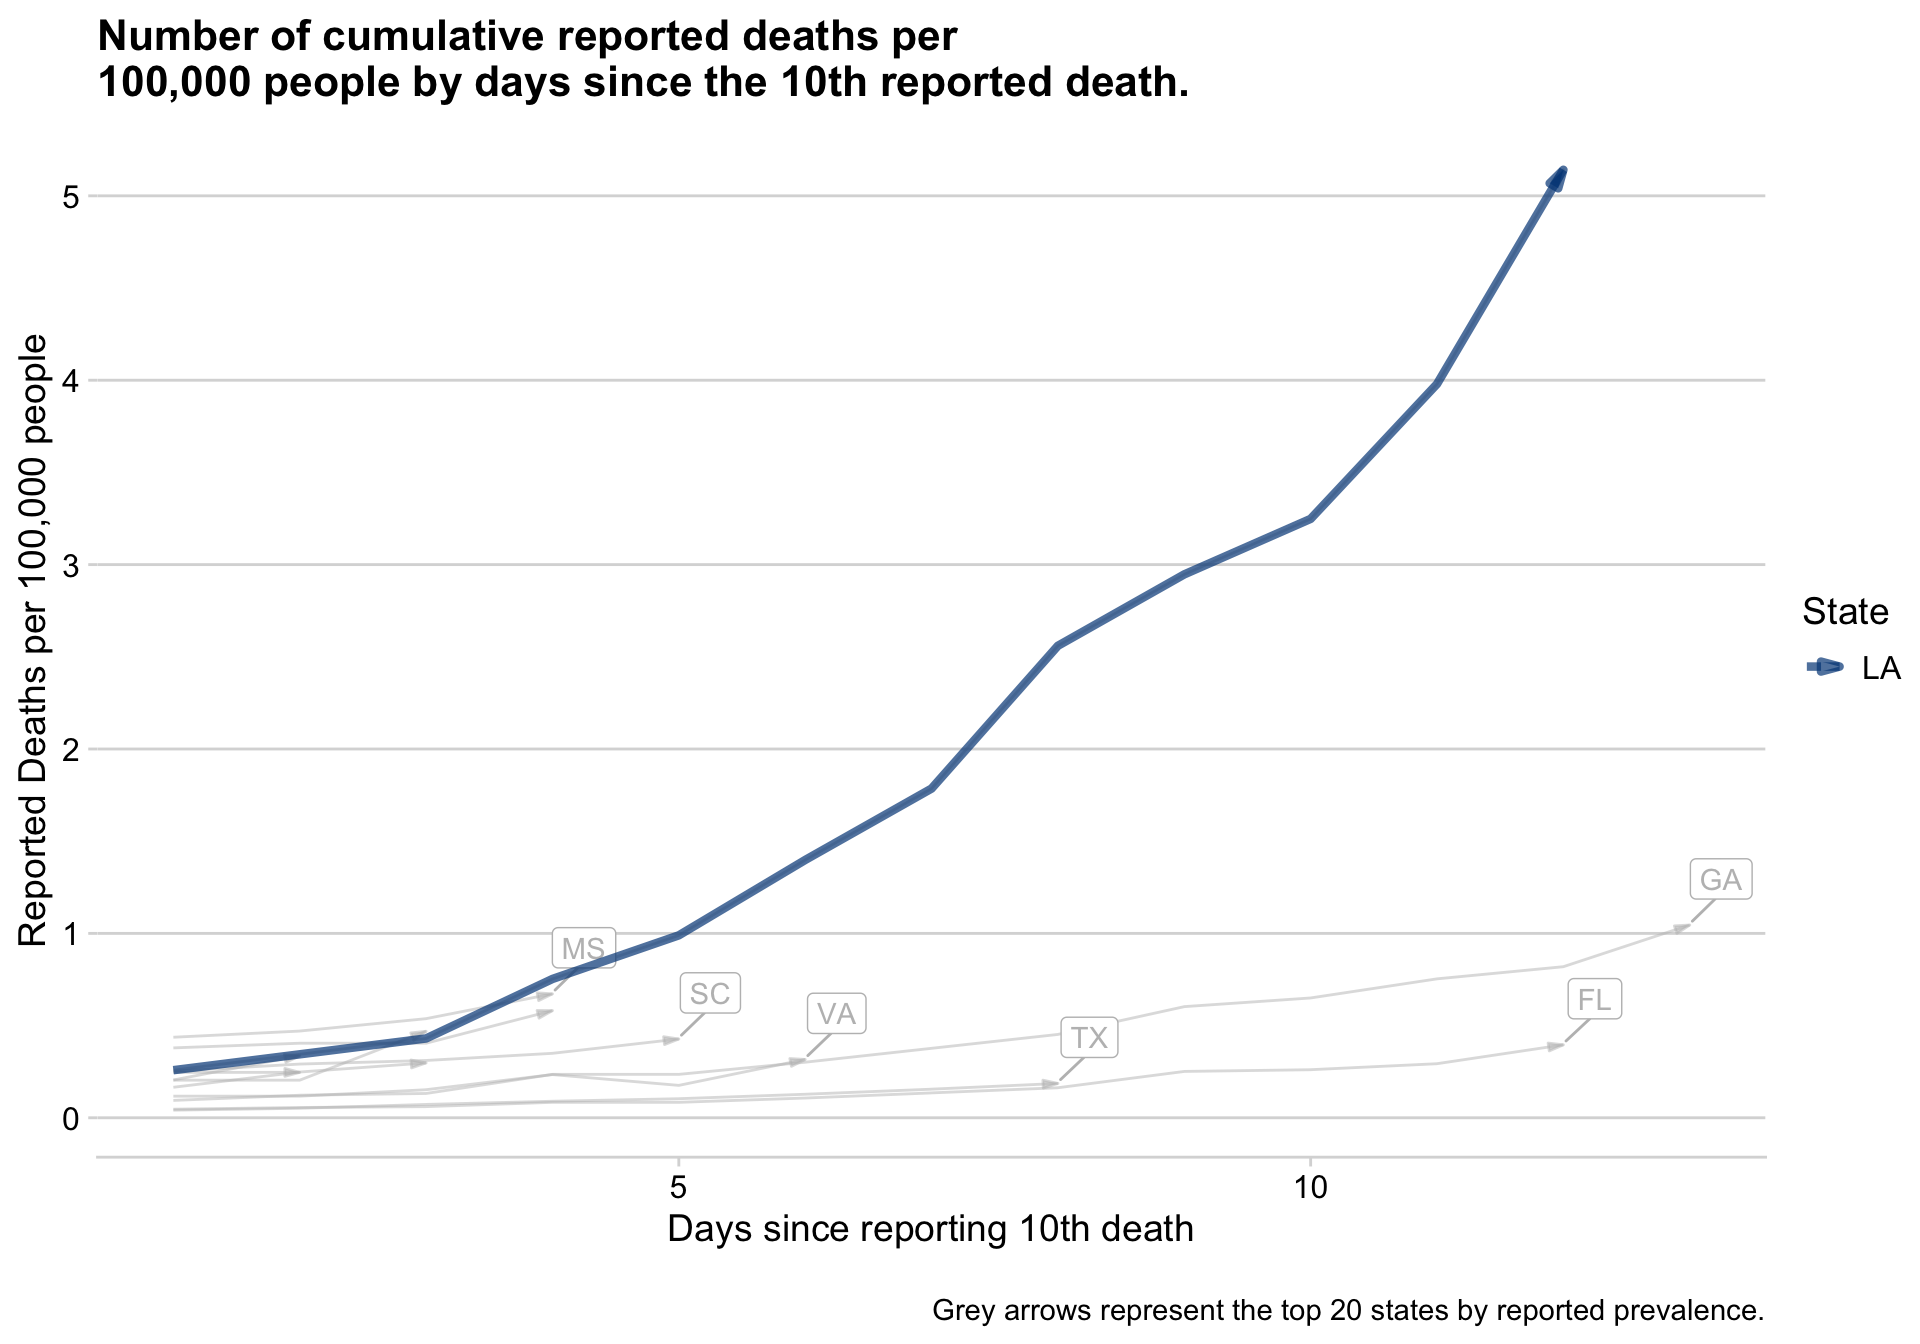 Number of cumulative reported deaths per
100,000 people by days since the 10th reported death.
Reported Deaths per 100,000 people
5
4
3
2
1
0
MS
SC
VA
TX
GA
FL
State
LA
5
10
Days since reporting 10th death
Grey arrows represent the top 20 states by reported prevalence.